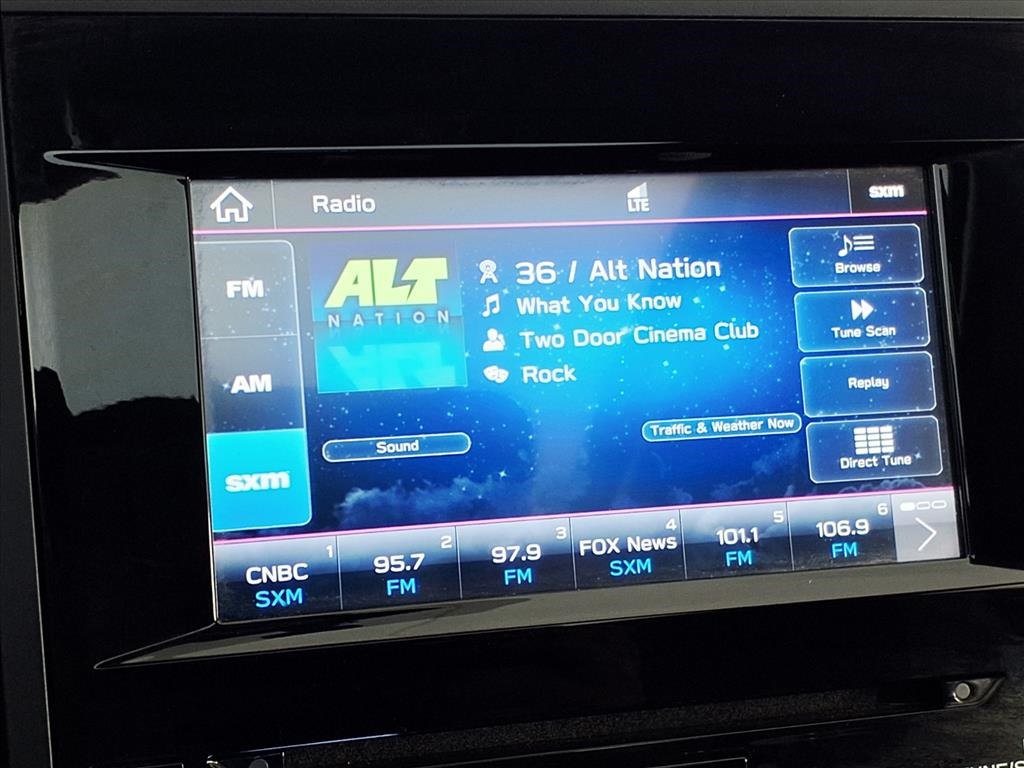 Radio
LTE
sxm
FM
AM
sxm
ALT
NATION
36 / Alt Nation
What You Know
Two Door Cinema Club
Rock
Sound
Traffic & Weather Now
Browse
Tune Scan
Replay
Direct Tune
1
CNBC
SXM
2
95.7
FM
3
97.9
FM
4
FOX News
SXM
5
101.1
FM
6
106.9
FM